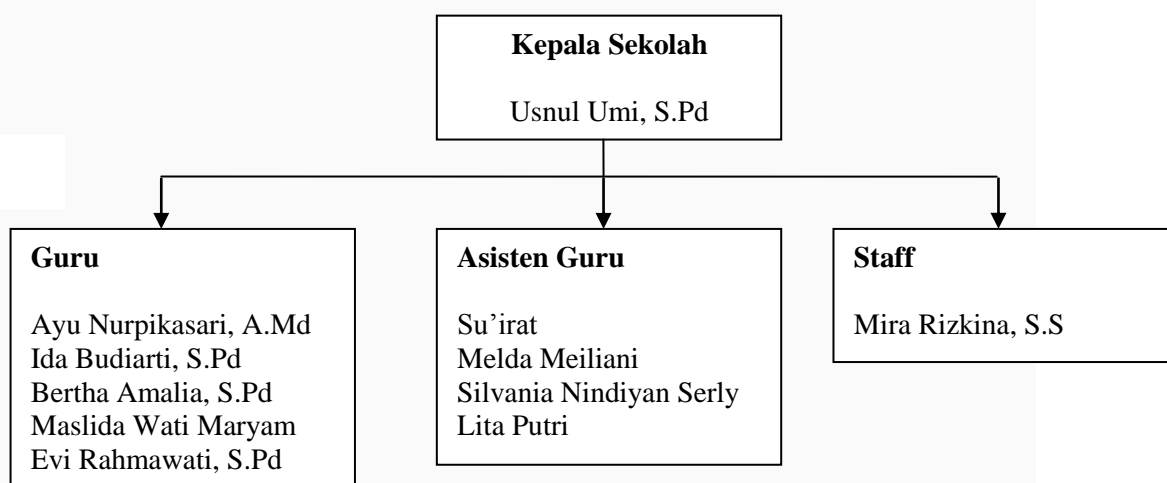 Kepala Sekolah
Usnul Umi, S.Pd
Guru
Ayu Nurpikasari, A.Md
Ida Budiarti, S.Pd
Bertha Amalia, S.Pd
Maslida Wati Maryam
Evi Rahmawati, S.Pd
Asisten Guru
Su’irat
Melda Meiliani
Silvania Nindiyan Serly
Lita Putri
Staff
Mira Rizkina, S.S